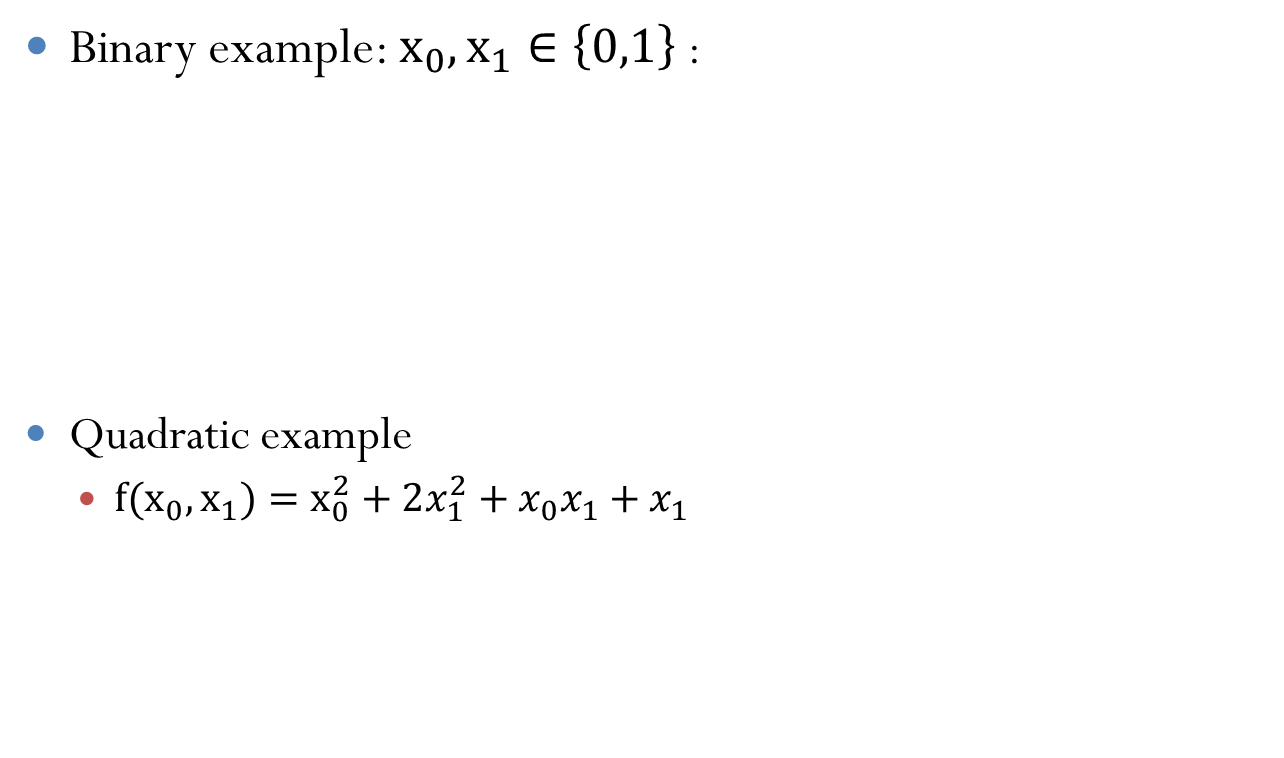 • Binary example: x₀, x₁ ∈ {0,1} :
• Quadratic example
• f(x₀, x₁) = x₀² + 2x₁² + x₀x₁ + x₁